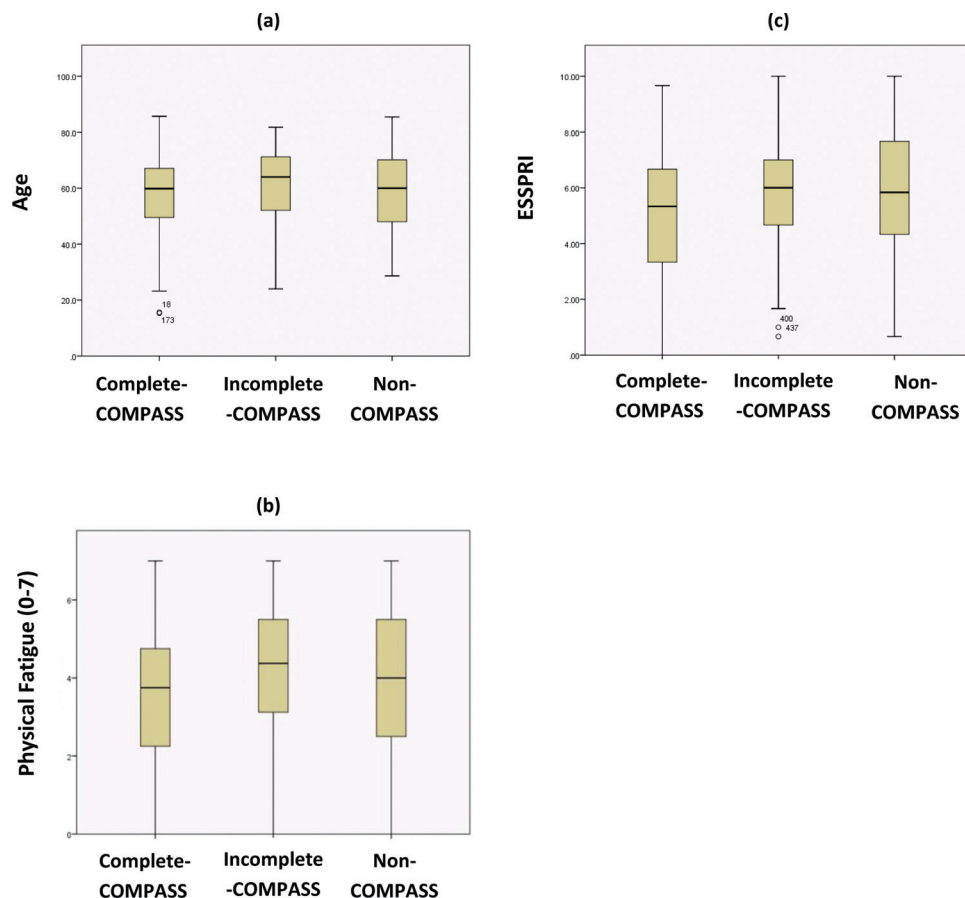 (a)
100.0
80.0
60.0
40.0
20.0
.0
Age
18
173
Complete-
COMPASS
Incomplete
-COMPASS
Non-
COMPASS
(c)
10.00
8.00
6.00
4.00
2.00
.00
ESSPRI
400
437
Complete-
COMPASS
Incomplete
-COMPASS
Non-
COMPASS
(b)
6
4
2
0
Physical Fatigue (0-7)
Complete-
COMPASS
Incomplete
-COMPASS
Non-
COMPASS